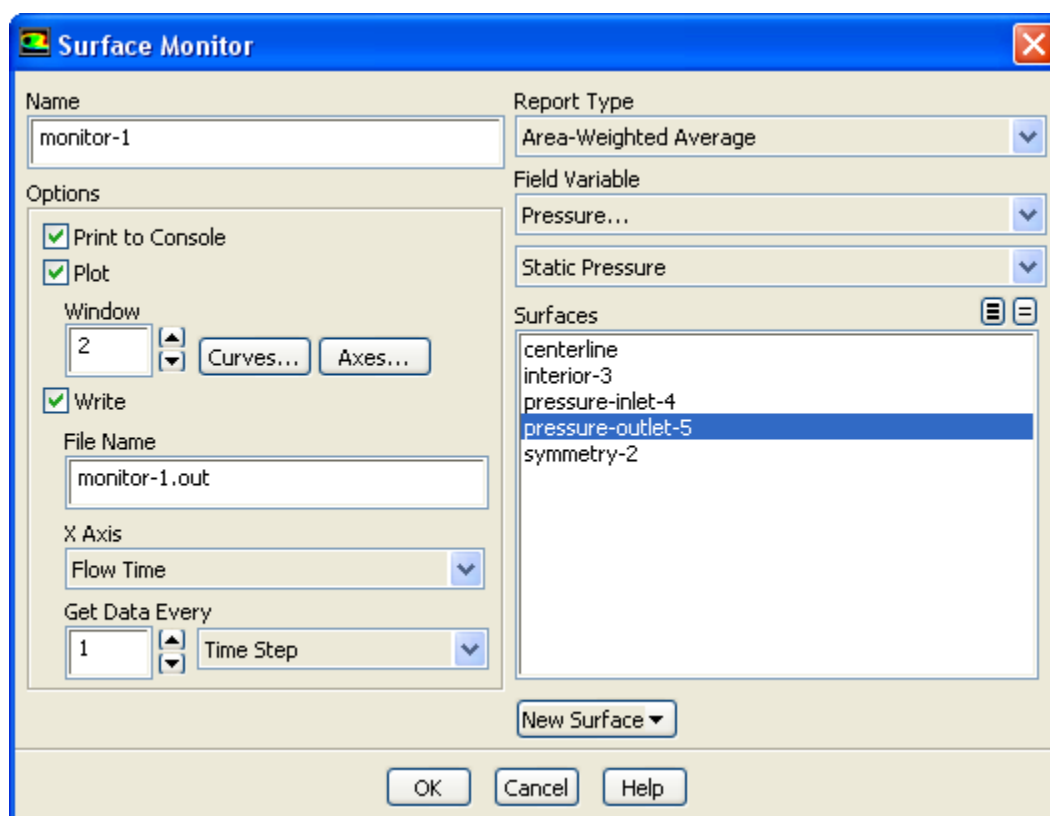 Surface Monitor
Name
monitor-1
Options
Print to Console
Plot
Window
2
Curves...
Axes...
Write
File Name
monitor-1.out
X Axis
Flow Time
Get Data Every
1
Time Step
Report Type
Area-Weighted Average
Field Variable
Pressure...
Static Pressure
Surfaces
centerline
interior-3
pressure-inlet-4
pressure-outlet-5
symmetry-2
New Surface
OK
Cancel
Help